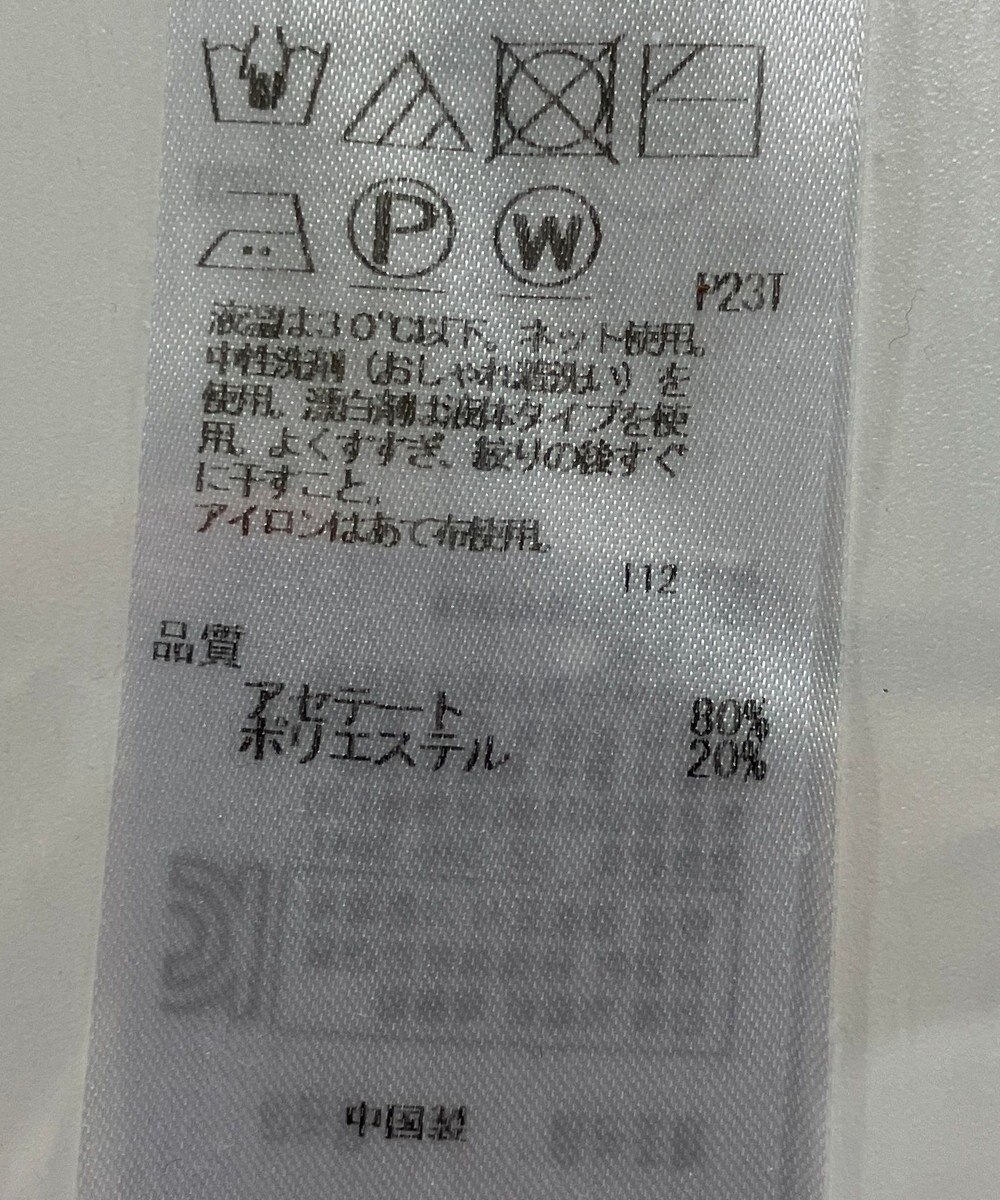 P
W
ド23T
液温は30℃以下。ネット使用。
中性洗剤(おしゃれ着洗い)を
使用。漂白剤は液体タイプを使
用。よくすすぎ、絞りの後すぐ
に干すこと。
アイロンはあて布使用。
112
品質
アセテート 80%
ポリエステル 20%
中国製